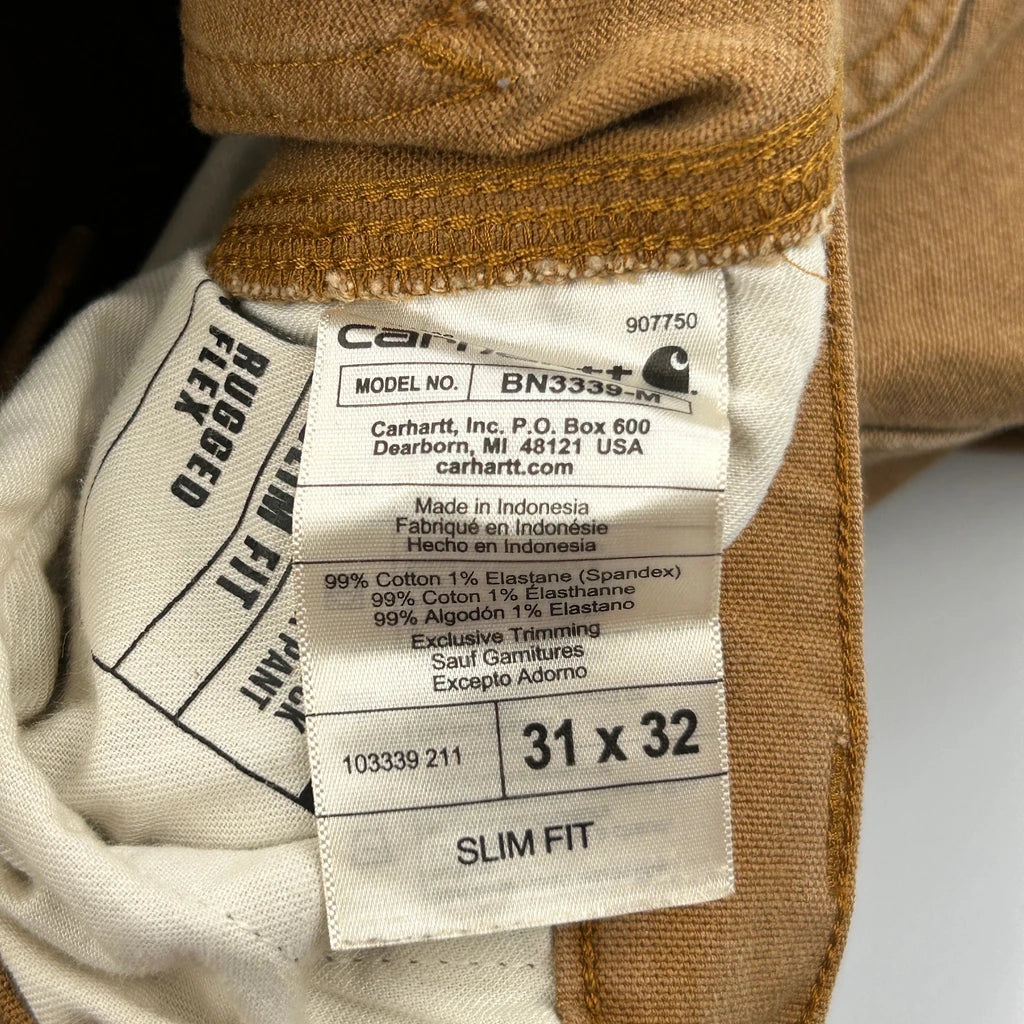 907750
MODEL NO. BN3339-M
Carhartt, Inc. P.O. Box 600
Dearborn, MI 48121 USA
carhartt.com
Made in Indonesia
Fabriqué en Indonésie
Hecho en Indonesia
99% Cotton 1% Elastane (Spandex)
99% Coton 1% Élasthanne
99% Algodón 1% Elastano
Exclusive Trimming
Sauf Garnitures
Excepto Adorno
103339 211
31 x 32
SLIM FIT
RUGGED
FLEX
FIT
PANT